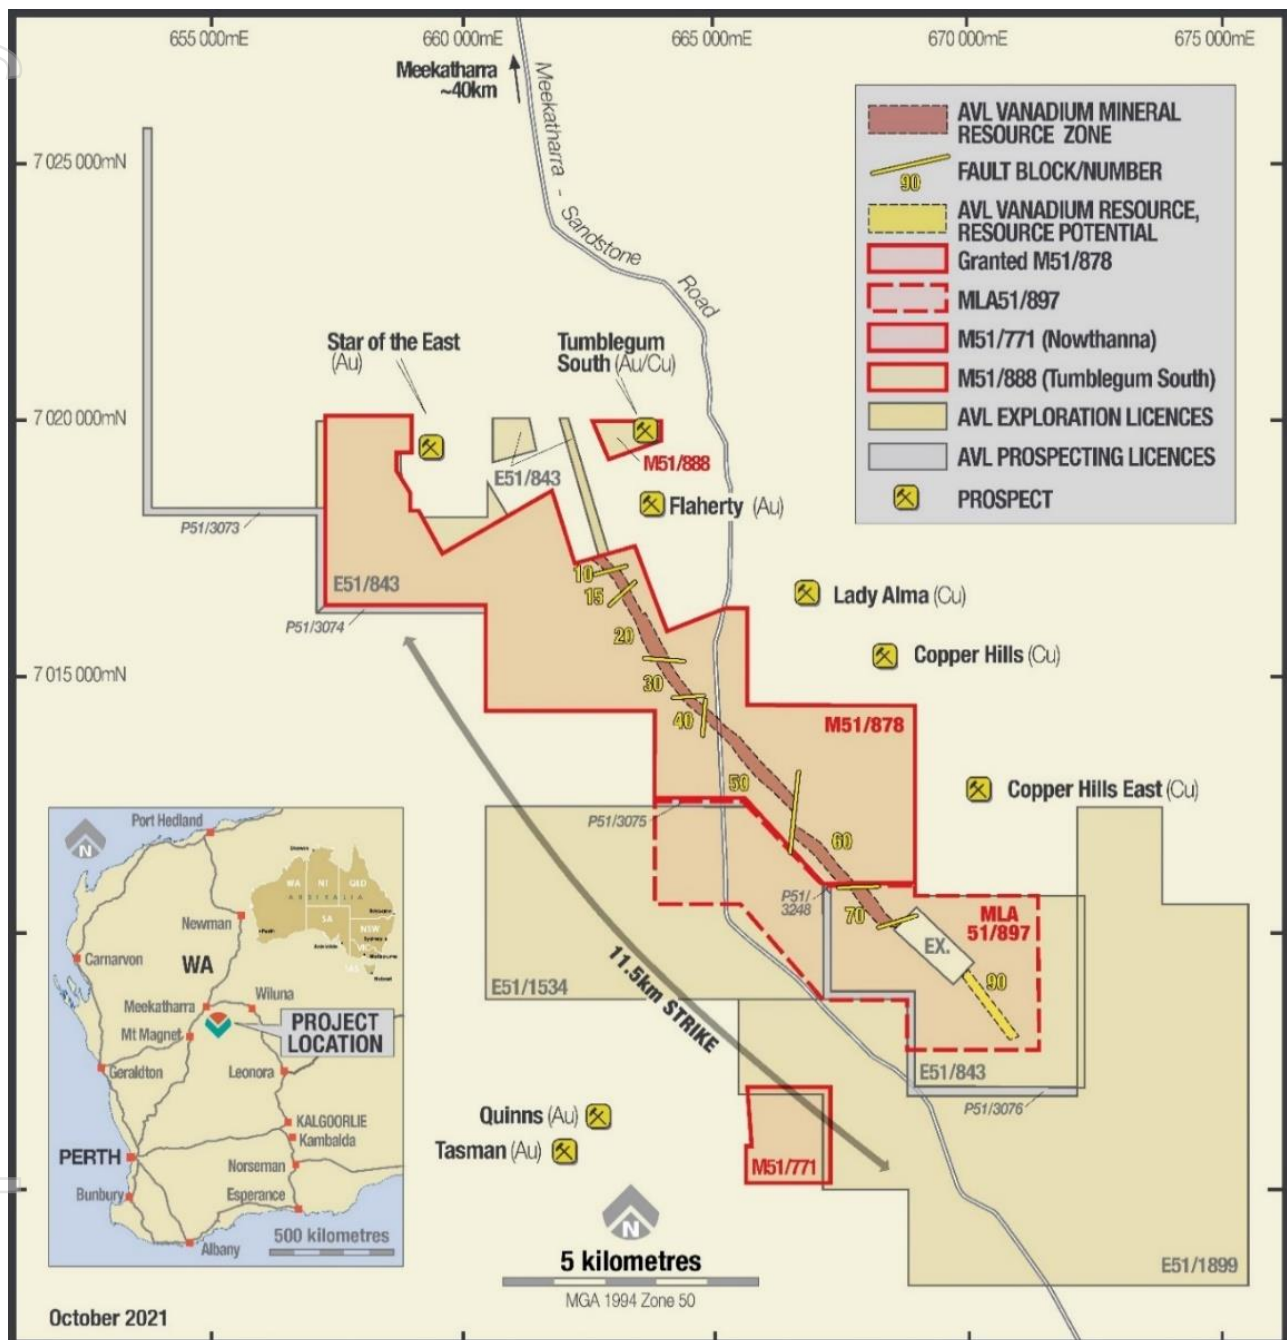 655 000mE
660 000mE
665 000mE
670 000mE
675 000mE
Meekatharra
~40km
Meekatharra - Sandstone Road
7 025 000mN
7 020 000mN
7 015 000mN
AVL VANADIUM MINERAL
RESOURCE ZONE
90
FAULT BLOCK/NUMBER
AVL VANADIUM RESOURCE,
RESOURCE POTENTIAL
Granted M51/878
MLA51/897
M51/771 (Nowthanna)
M51/888 (Tumblegum South)
AVL EXPLORATION LICENCES
AVL PROSPECTING LICENCES
PROSPECT
Star of the East
(Au)
Tumblegum
South (Au/Cu)
M51/888
E51/843
Flaherty (Au)
P51/3073
E51/843
P51/3074
10
15
20
30
40
50
60
70
90
Lady Alma (Cu)
Copper Hills (Cu)
M51/878
Copper Hills East (Cu)
P51/3075
P51/
3248
MLA
51/897
EX.
E51/1534
11.5km STRIKE
E51/843
P51/3076
Quinns (Au)
Tasman (Au)
M51/771
E51/1899
N
5 kilometres
MGA 1994 Zone 50
N
Port Hedland
Newman
WA
Carnarvon
Meekatharra
Wiluna
Mt Magnet
PROJECT
LOCATION
Geraldton
Leonora
KALGOORLIE
Kambalda
PERTH
Norseman
Bunbury
Esperance
Albany
500 kilometres
WA
NT
QLD
AUSTRALIA
SA
NSW
VIC
October 2021